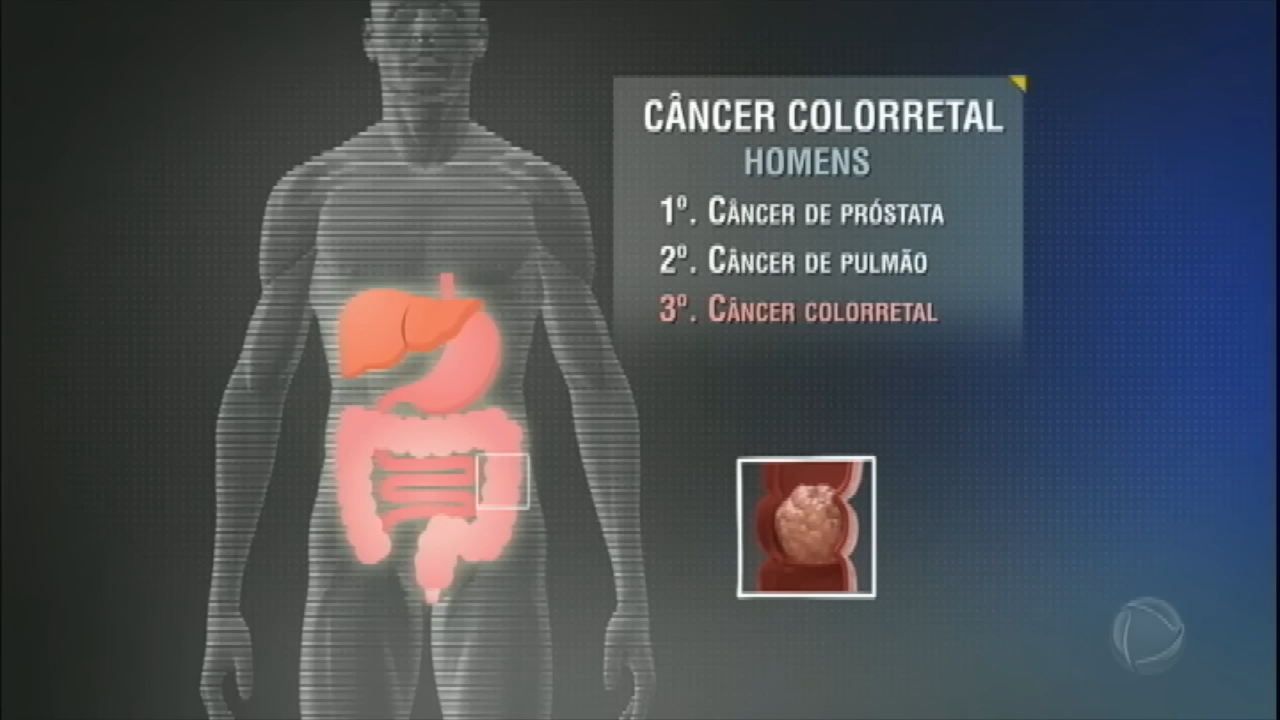 CÂNCER COLORRETAL
HOMENS
1º. CÂNCER DE PRÓSTATA
2º. CÂNCER DE PULMÃO
3º. CÂNCER COLORRETAL